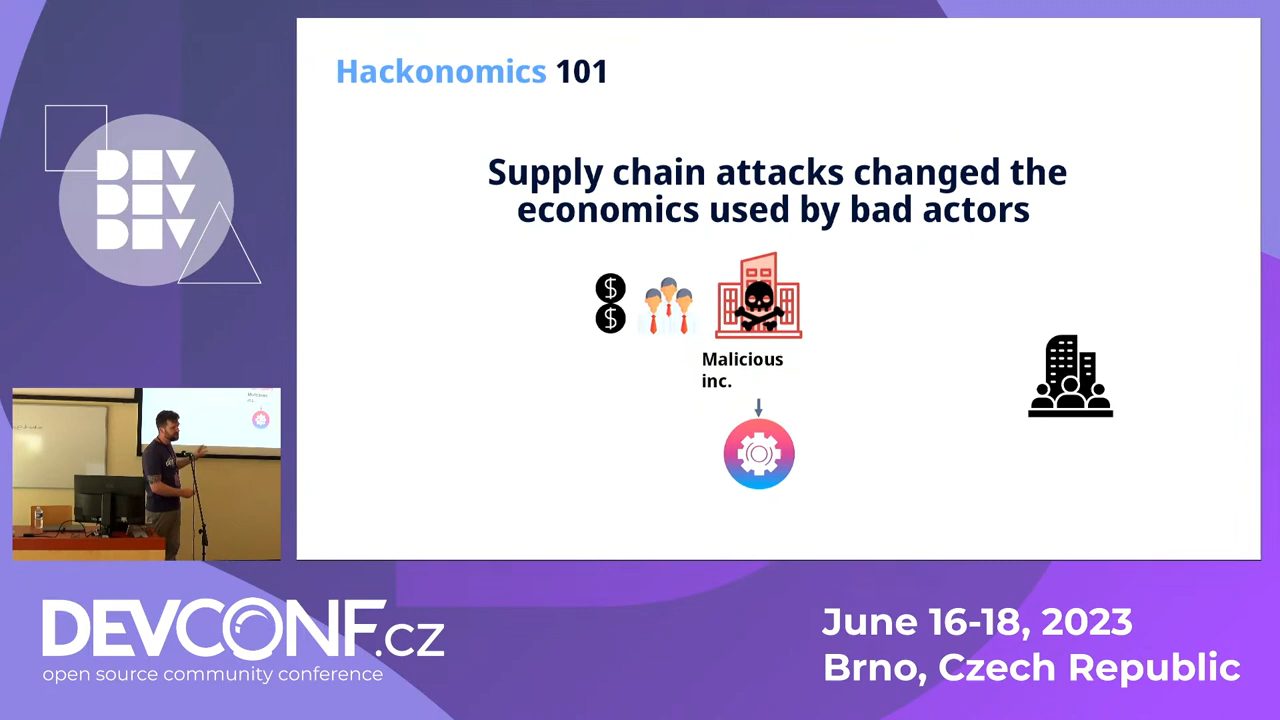 Hackonomics 101
Supply chain attacks changed the
economics used by bad actors
$
$
Malicious
inc.
DEV
DEV
DEV
DEVCONF.cz
open source community conference
June 16-18, 2023
Brno, Czech Republic